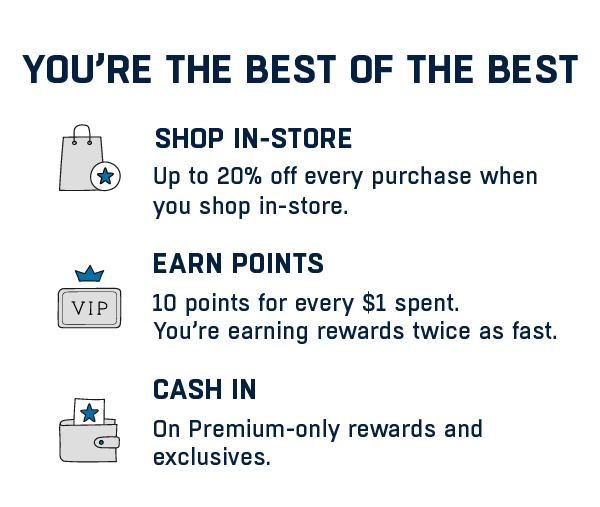 YOU’RE THE BEST OF THE BEST
SHOP IN-STORE
Up to 20% off every purchase when
you shop in-store.
EARN POINTS
VIP
10 points for every $1 spent.
You’re earning rewards twice as fast.
CASH IN
On Premium-only rewards and
exclusives.